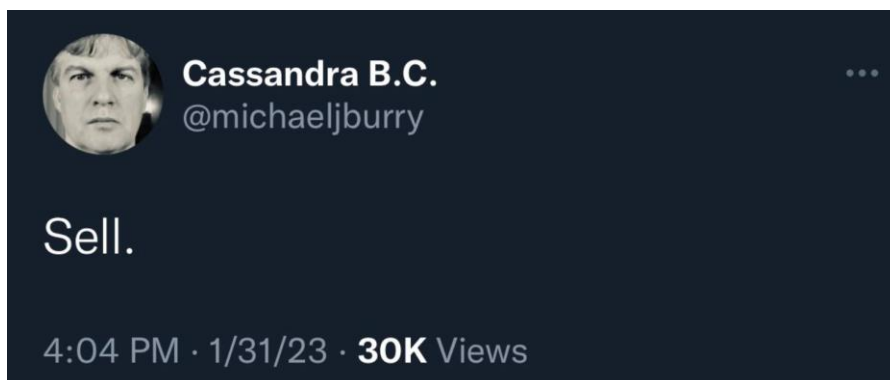 Cassandra B.C.
@michaeljburry
Sell.
4:04 PM · 1/31/23 · 30K Views